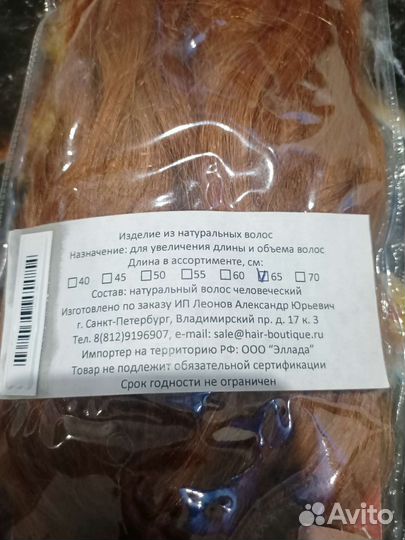 Изделие из натуральных волос
Назначение: для увеличения длины и объема волос
Длина в ассортименте, см:
40 45 50 55 60 65 70
Состав: натуральный волос человеческий
Изготовлено по заказу ИП Леонов Александр Юрьевич
г. Санкт-Петербург, Владимирский пр. д. 17 к. 3
Тел. 8(812)9196907, e-mail: sale@hair-boutique.ru
Импортер на территорию РФ: ООО "Эллада"
Товар не подлежит обязательной сертификации
Срок годности не ограничен
Avito